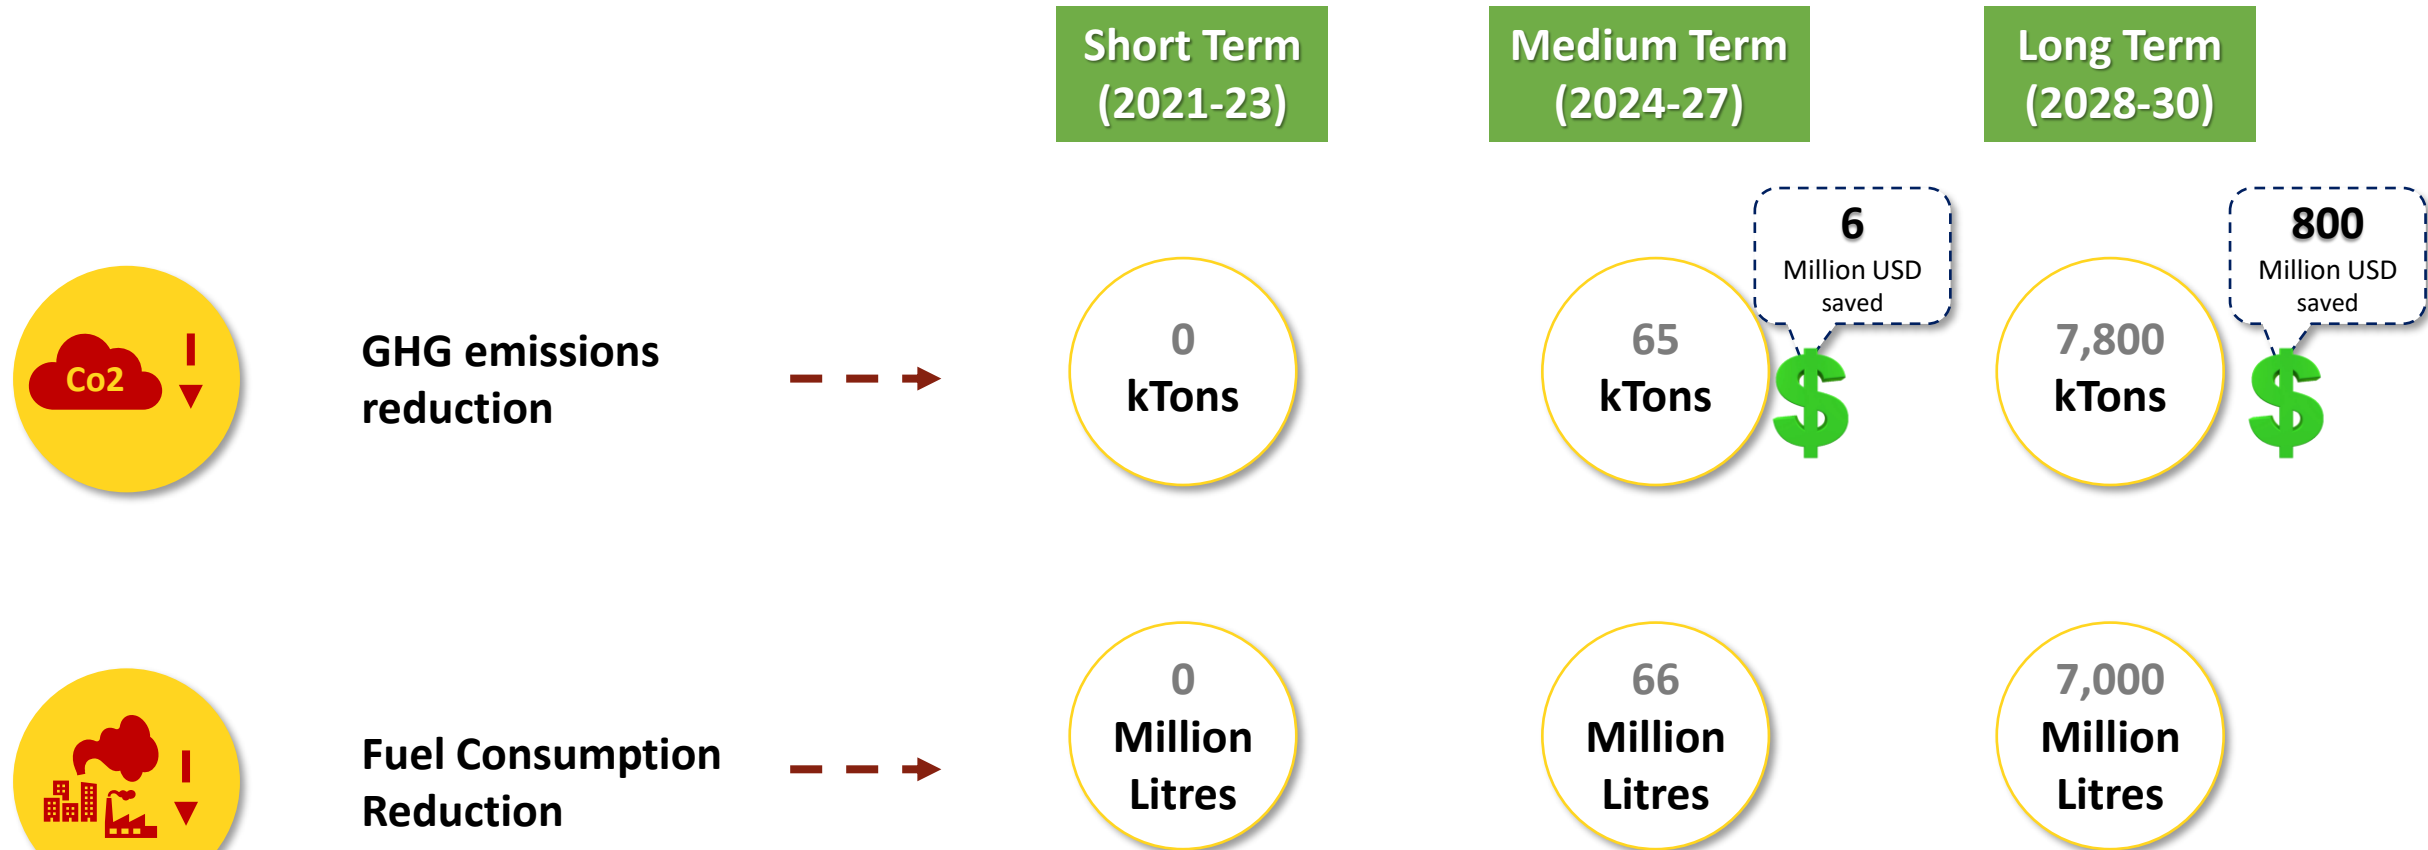 Short Term
(2021-23)
Medium Term
(2024-27)
Long Term
(2028-30)
6
Million USD
saved
800
Million USD
saved
Co2
GHG emissions
reduction
0
kTons
65
kTons
7,800
kTons
Fuel Consumption
Reduction
0
Million
Litres
66
Million
Litres
7,000
Million
Litres